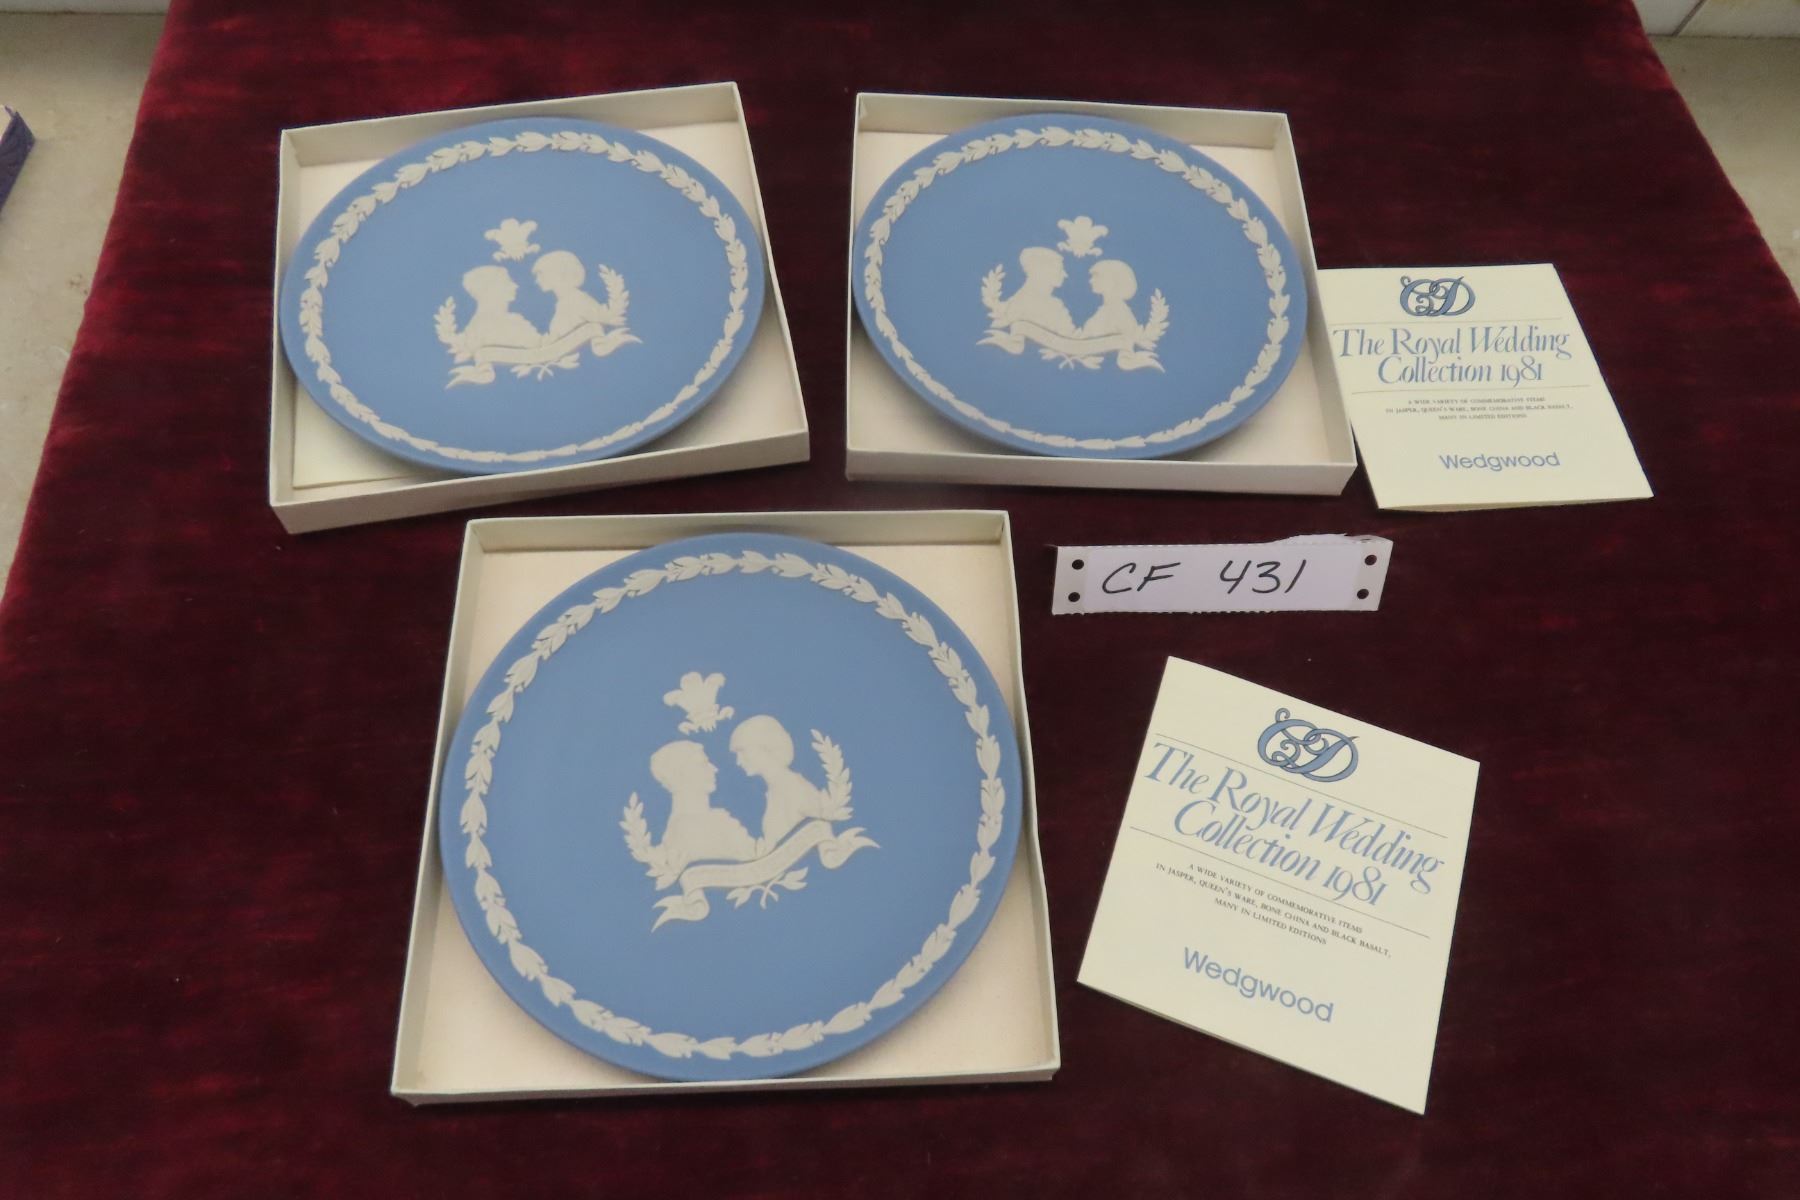 CD
The Royal Wedding
Collection 1981
A WIDE VARIETY OF COMMEMORATIVE ITEMS
IN JASPER, QUEEN'S WARE, BONE CHINA AND BLACK BASALT,
MANY IN LIMITED EDITIONS
Wedgwood
CF 431
CD
The Royal Wedding
Collection 1981
A WIDE VARIETY OF COMMEMORATIVE ITEMS
IN JASPER, QUEEN'S WARE, BONE CHINA AND BLACK BASALT,
MANY IN LIMITED EDITIONS
Wedgwood